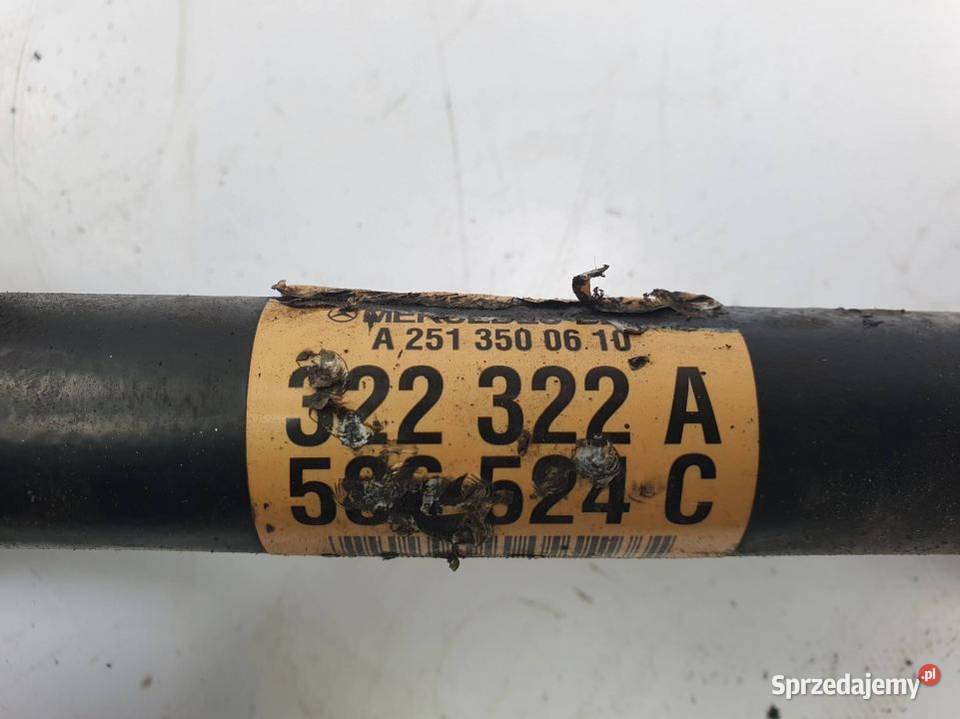 A 251 350 06 10
322 322 A
524 C
Sprzedajemy.pl